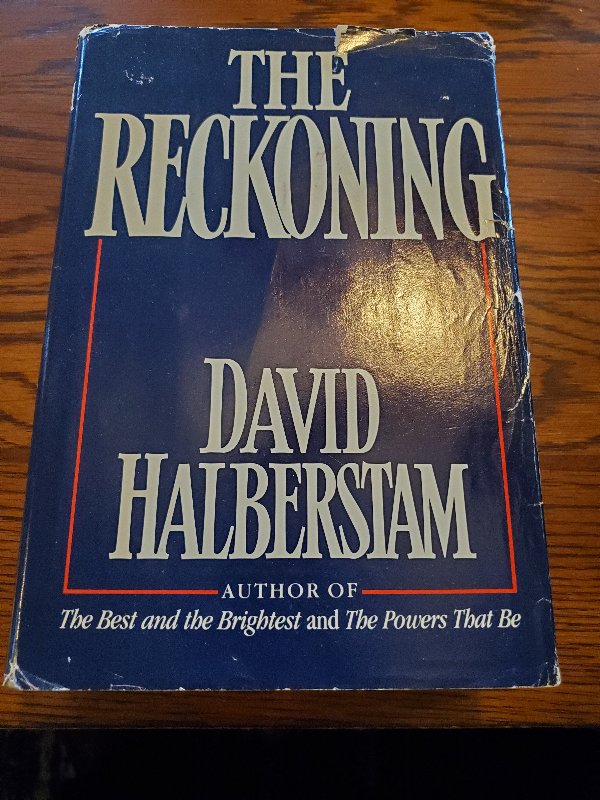 THE
RECKONING
DAVID
HALBERSTAM
AUTHOR OF
The Best and the Brightest and The Powers That Be